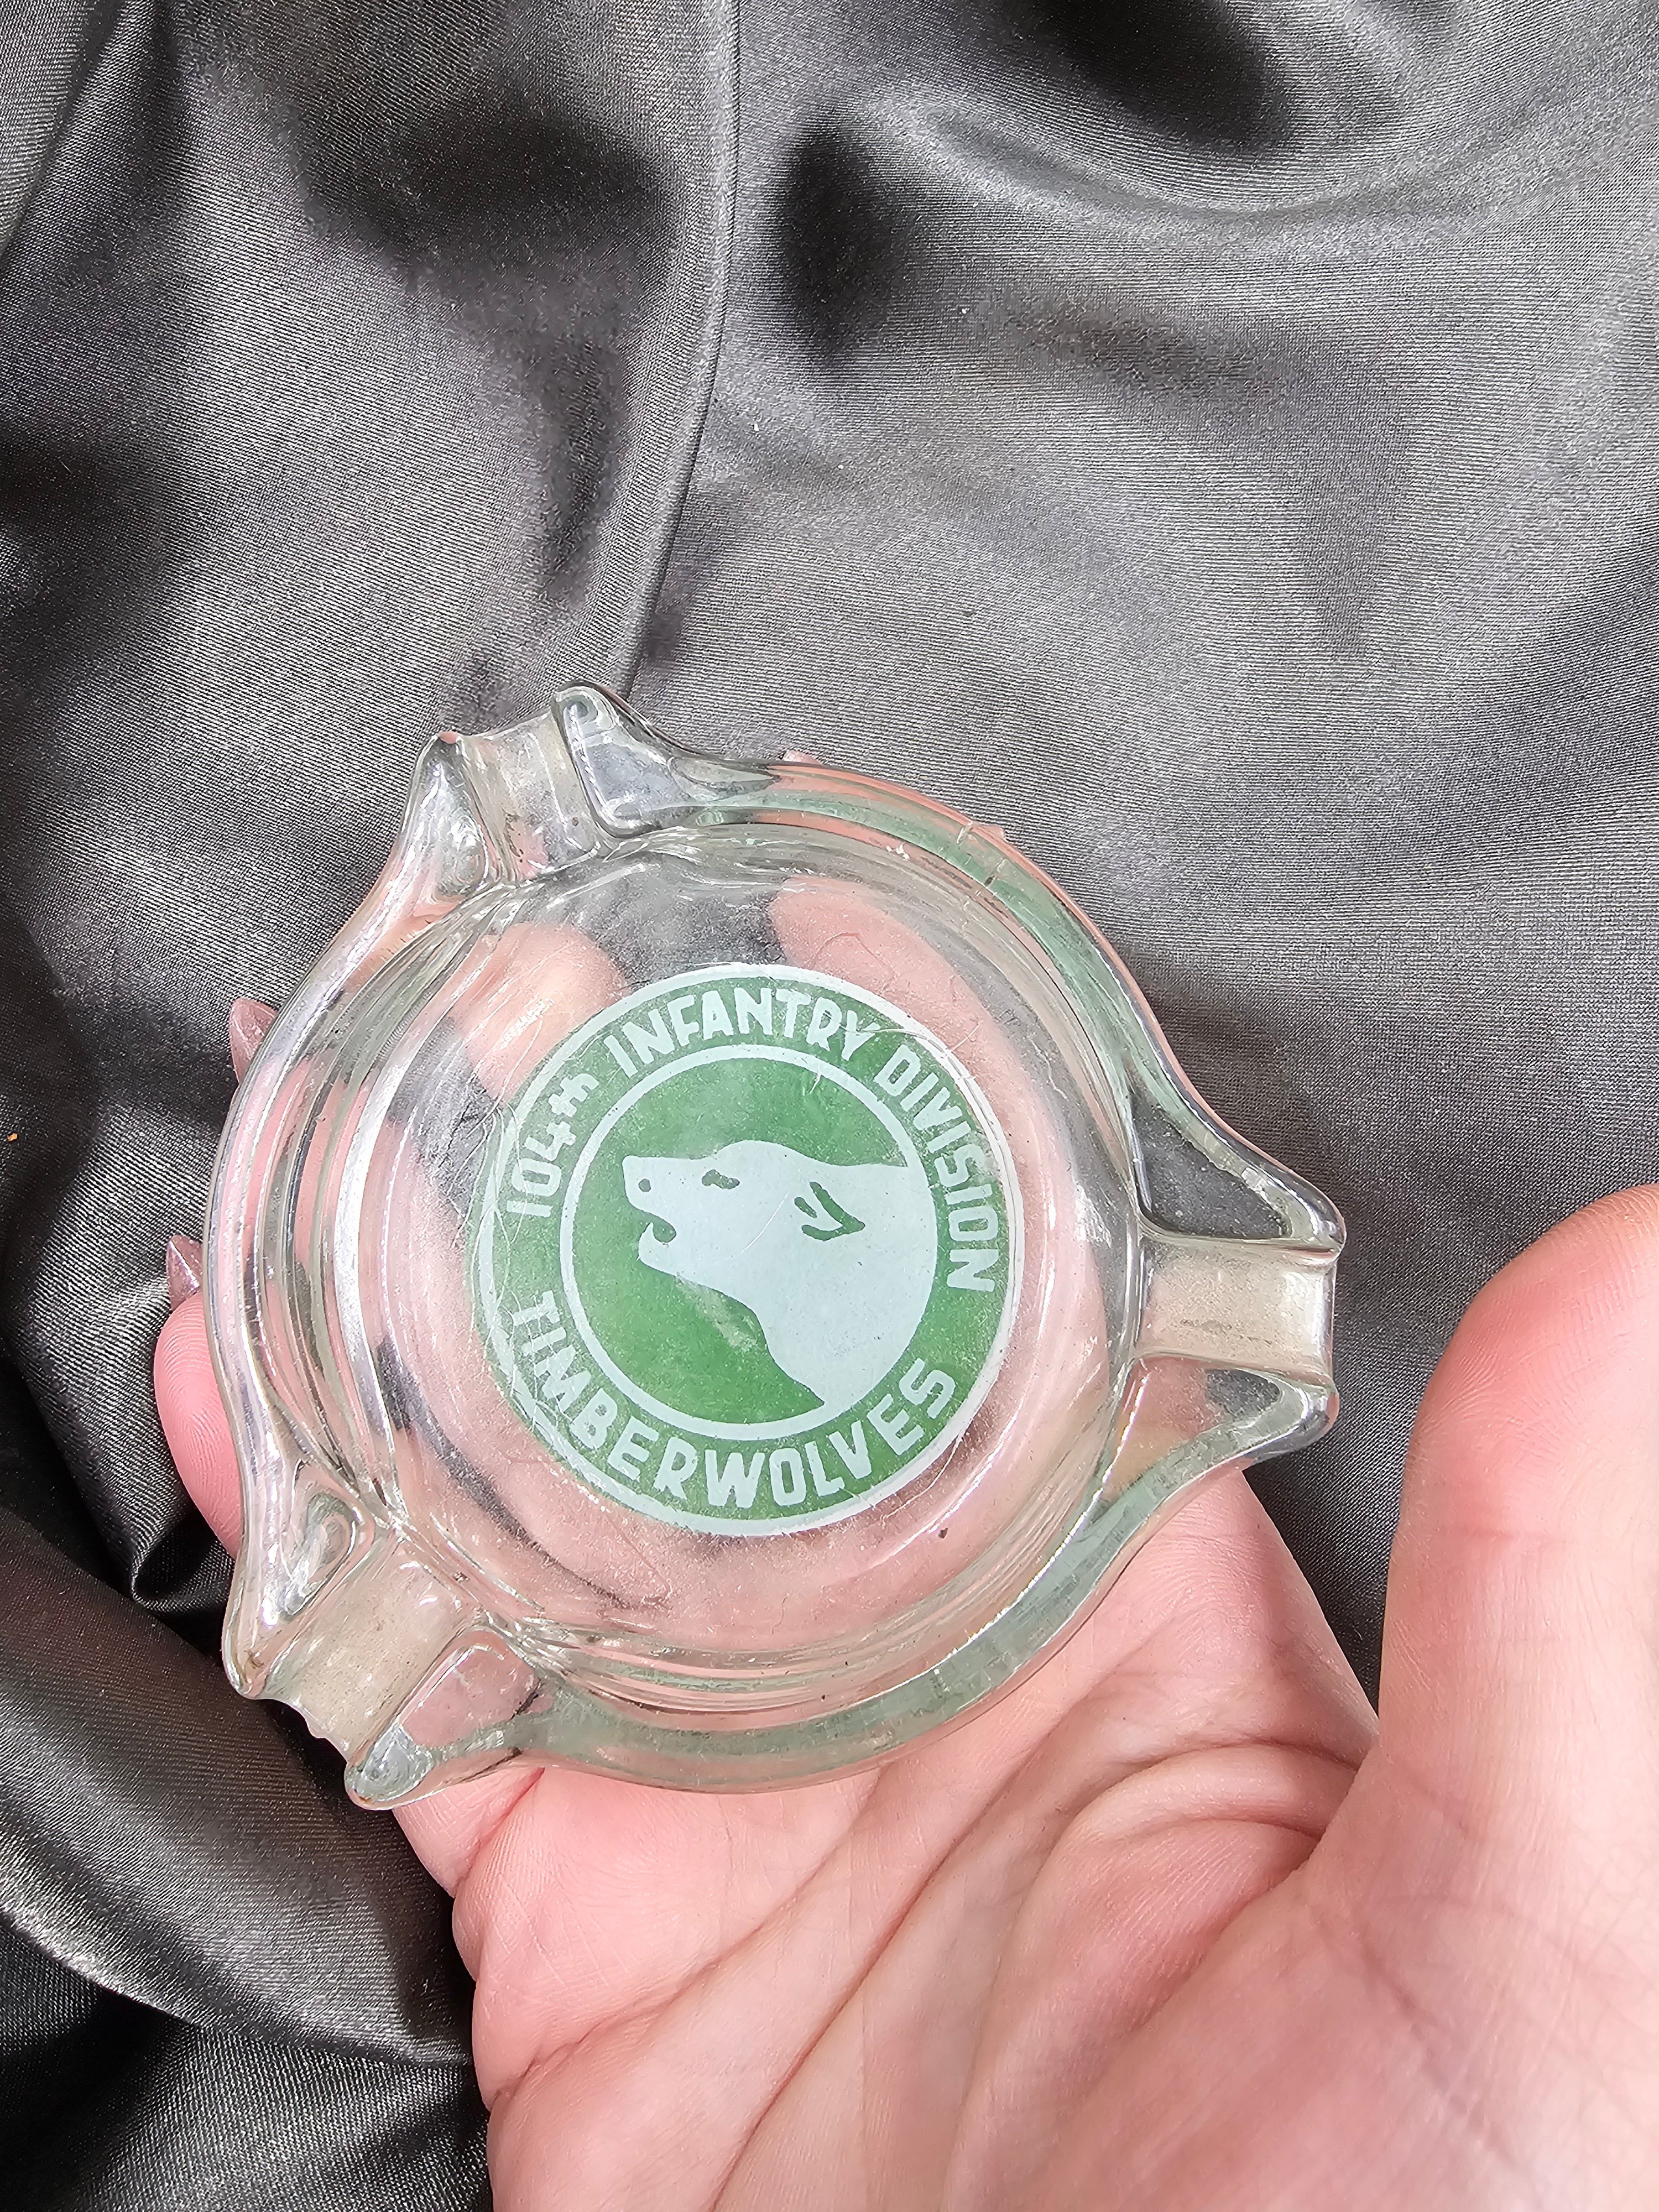 104th INFANTRY DIVISION
TIMBERWOLVES